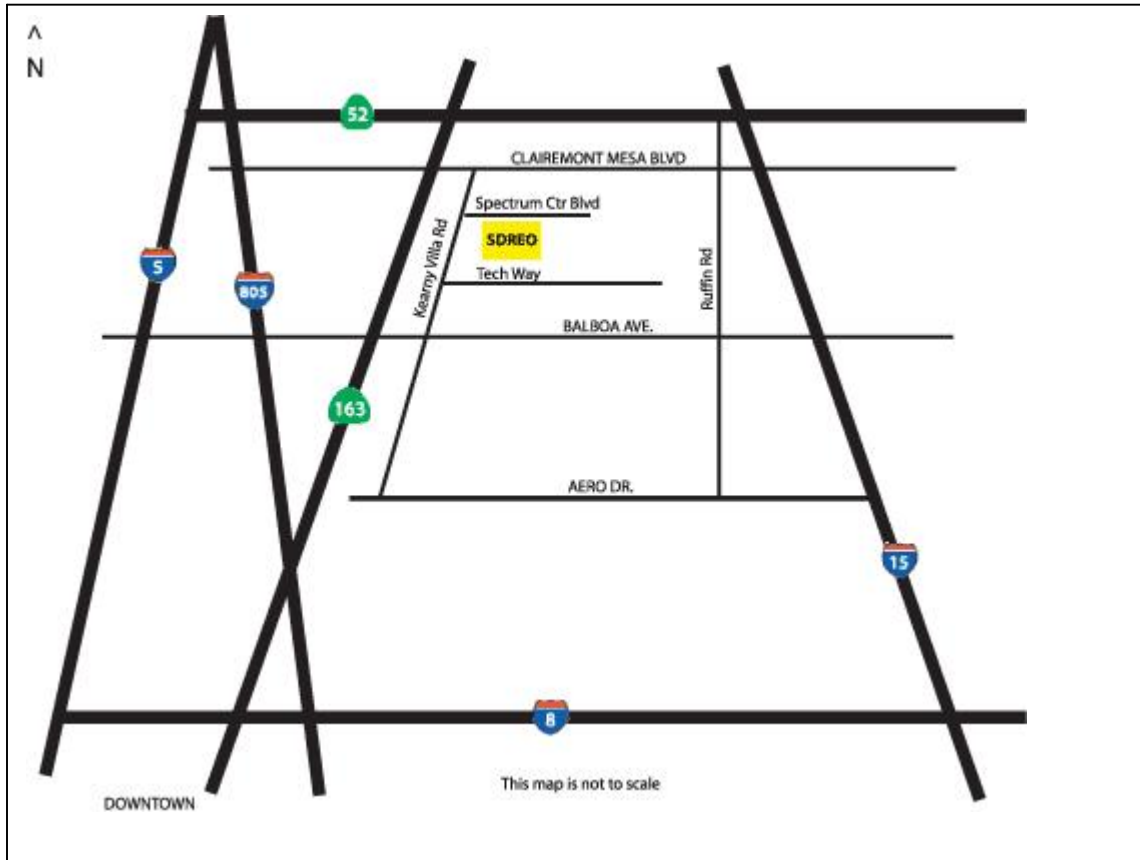 ^
N
52
CLAIREMONT MESA BLVD
Spectrum Ctr Blvd
SDREO
Kearny Villa Rd
Tech Way
Ruffin Rd
5
805
BALBOA AVE.
163
AERO DR.
15
8
This map is not to scale
DOWNTOWN